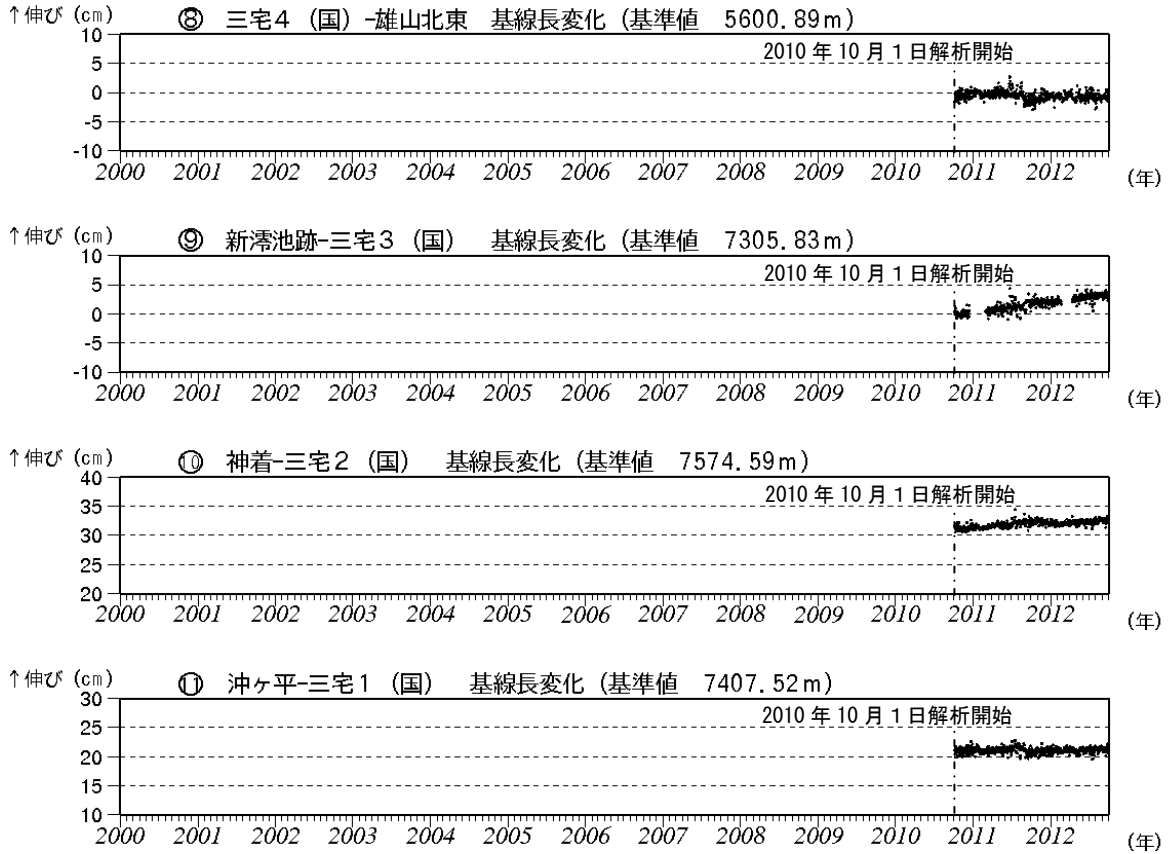 ↑伸び (cm) ⑧ 三宅4 (国) -雄山北東 基線長変化 (基準値 5600.89m)
10
2010 年 10 月 1 日解析開始
5
0
-5
-10
2000 2001 2002 2003 2004 2005 2006 2007 2008 2009 2010 2011 2012 (年)
↑伸び (cm) ⑨ 新澪池跡-三宅3 (国) 基線長変化 (基準値 7305.83m)
10
2010 年 10 月 1 日解析開始
5
0
-5
-10
2000 2001 2002 2003 2004 2005 2006 2007 2008 2009 2010 2011 2012 (年)
↑伸び (cm) ⑩ 神着-三宅2 (国) 基線長変化 (基準値 7574.59m)
40
2010 年 10 月 1 日解析開始
35
30
25
20
2000 2001 2002 2003 2004 2005 2006 2007 2008 2009 2010 2011 2012 (年)
↑伸び (cm) ⑪ 沖ヶ平-三宅1 (国) 基線長変化 (基準値 7407.52m)
30
2010 年 10 月 1 日解析開始
25
20
15
10
2000 2001 2002 2003 2004 2005 2006 2007 2008 2009 2010 2011 2012 (年)